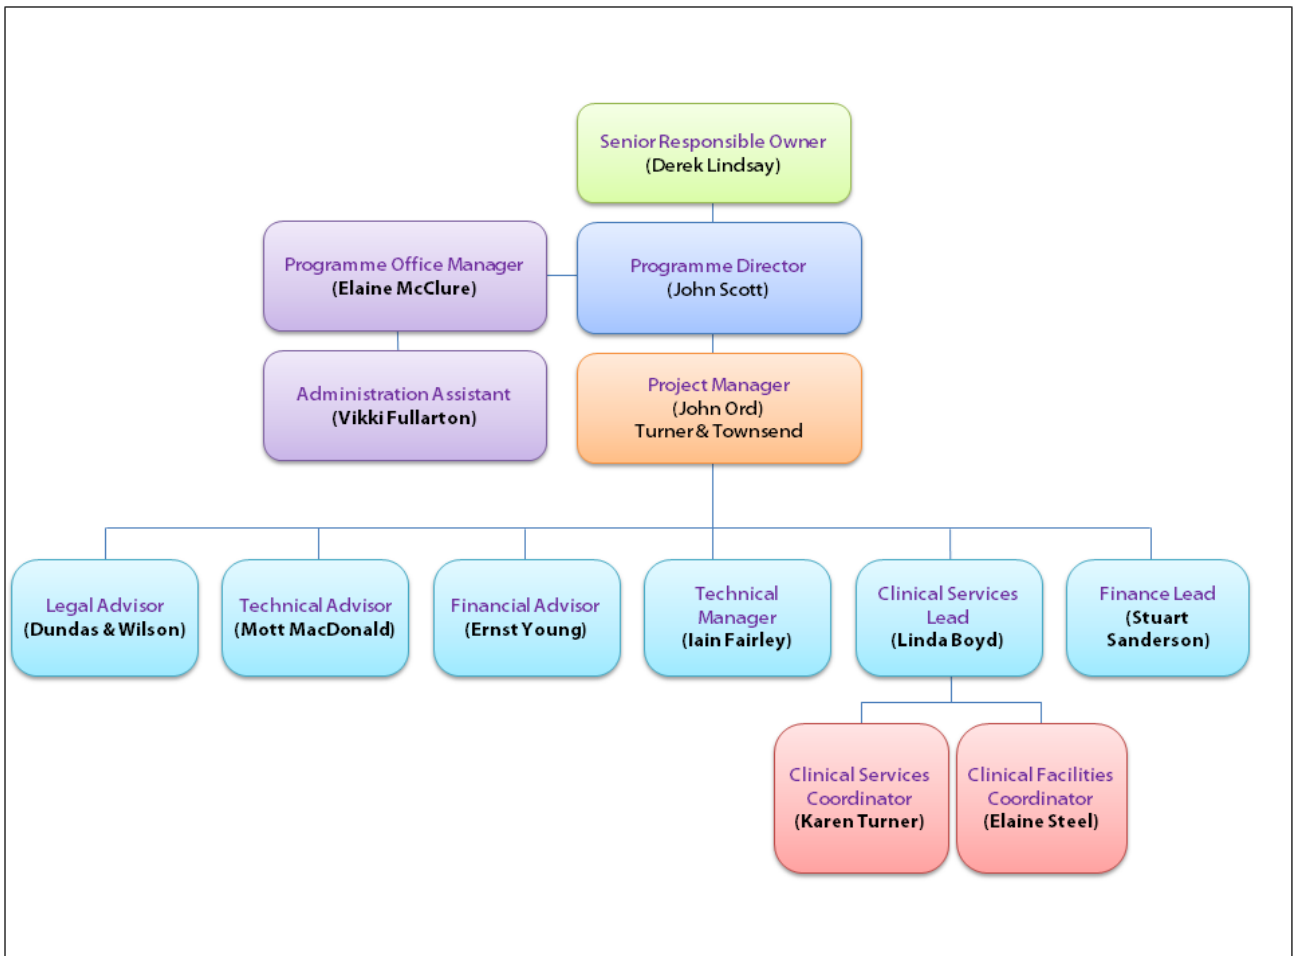 Senior Responsible Owner
(Derek Lindsay)
Programme Office Manager
(Elaine McClure)
Programme Director
(John Scott)
Administration Assistant
(Vikki Fullarton)
Project Manager
(John Ord)
Turner & Townsend
Legal Advisor
(Dundas & Wilson)
Technical Advisor
(Mott MacDonald)
Financial Advisor
(Ernst Young)
Technical
Manager
(Iain Fairley)
Clinical Services
Lead
(Linda Boyd)
Finance Lead
(Stuart
Sanderson)
Clinical Services
Coordinator
(Karen Turner)
Clinical Facilities
Coordinator
(Elaine Steel)